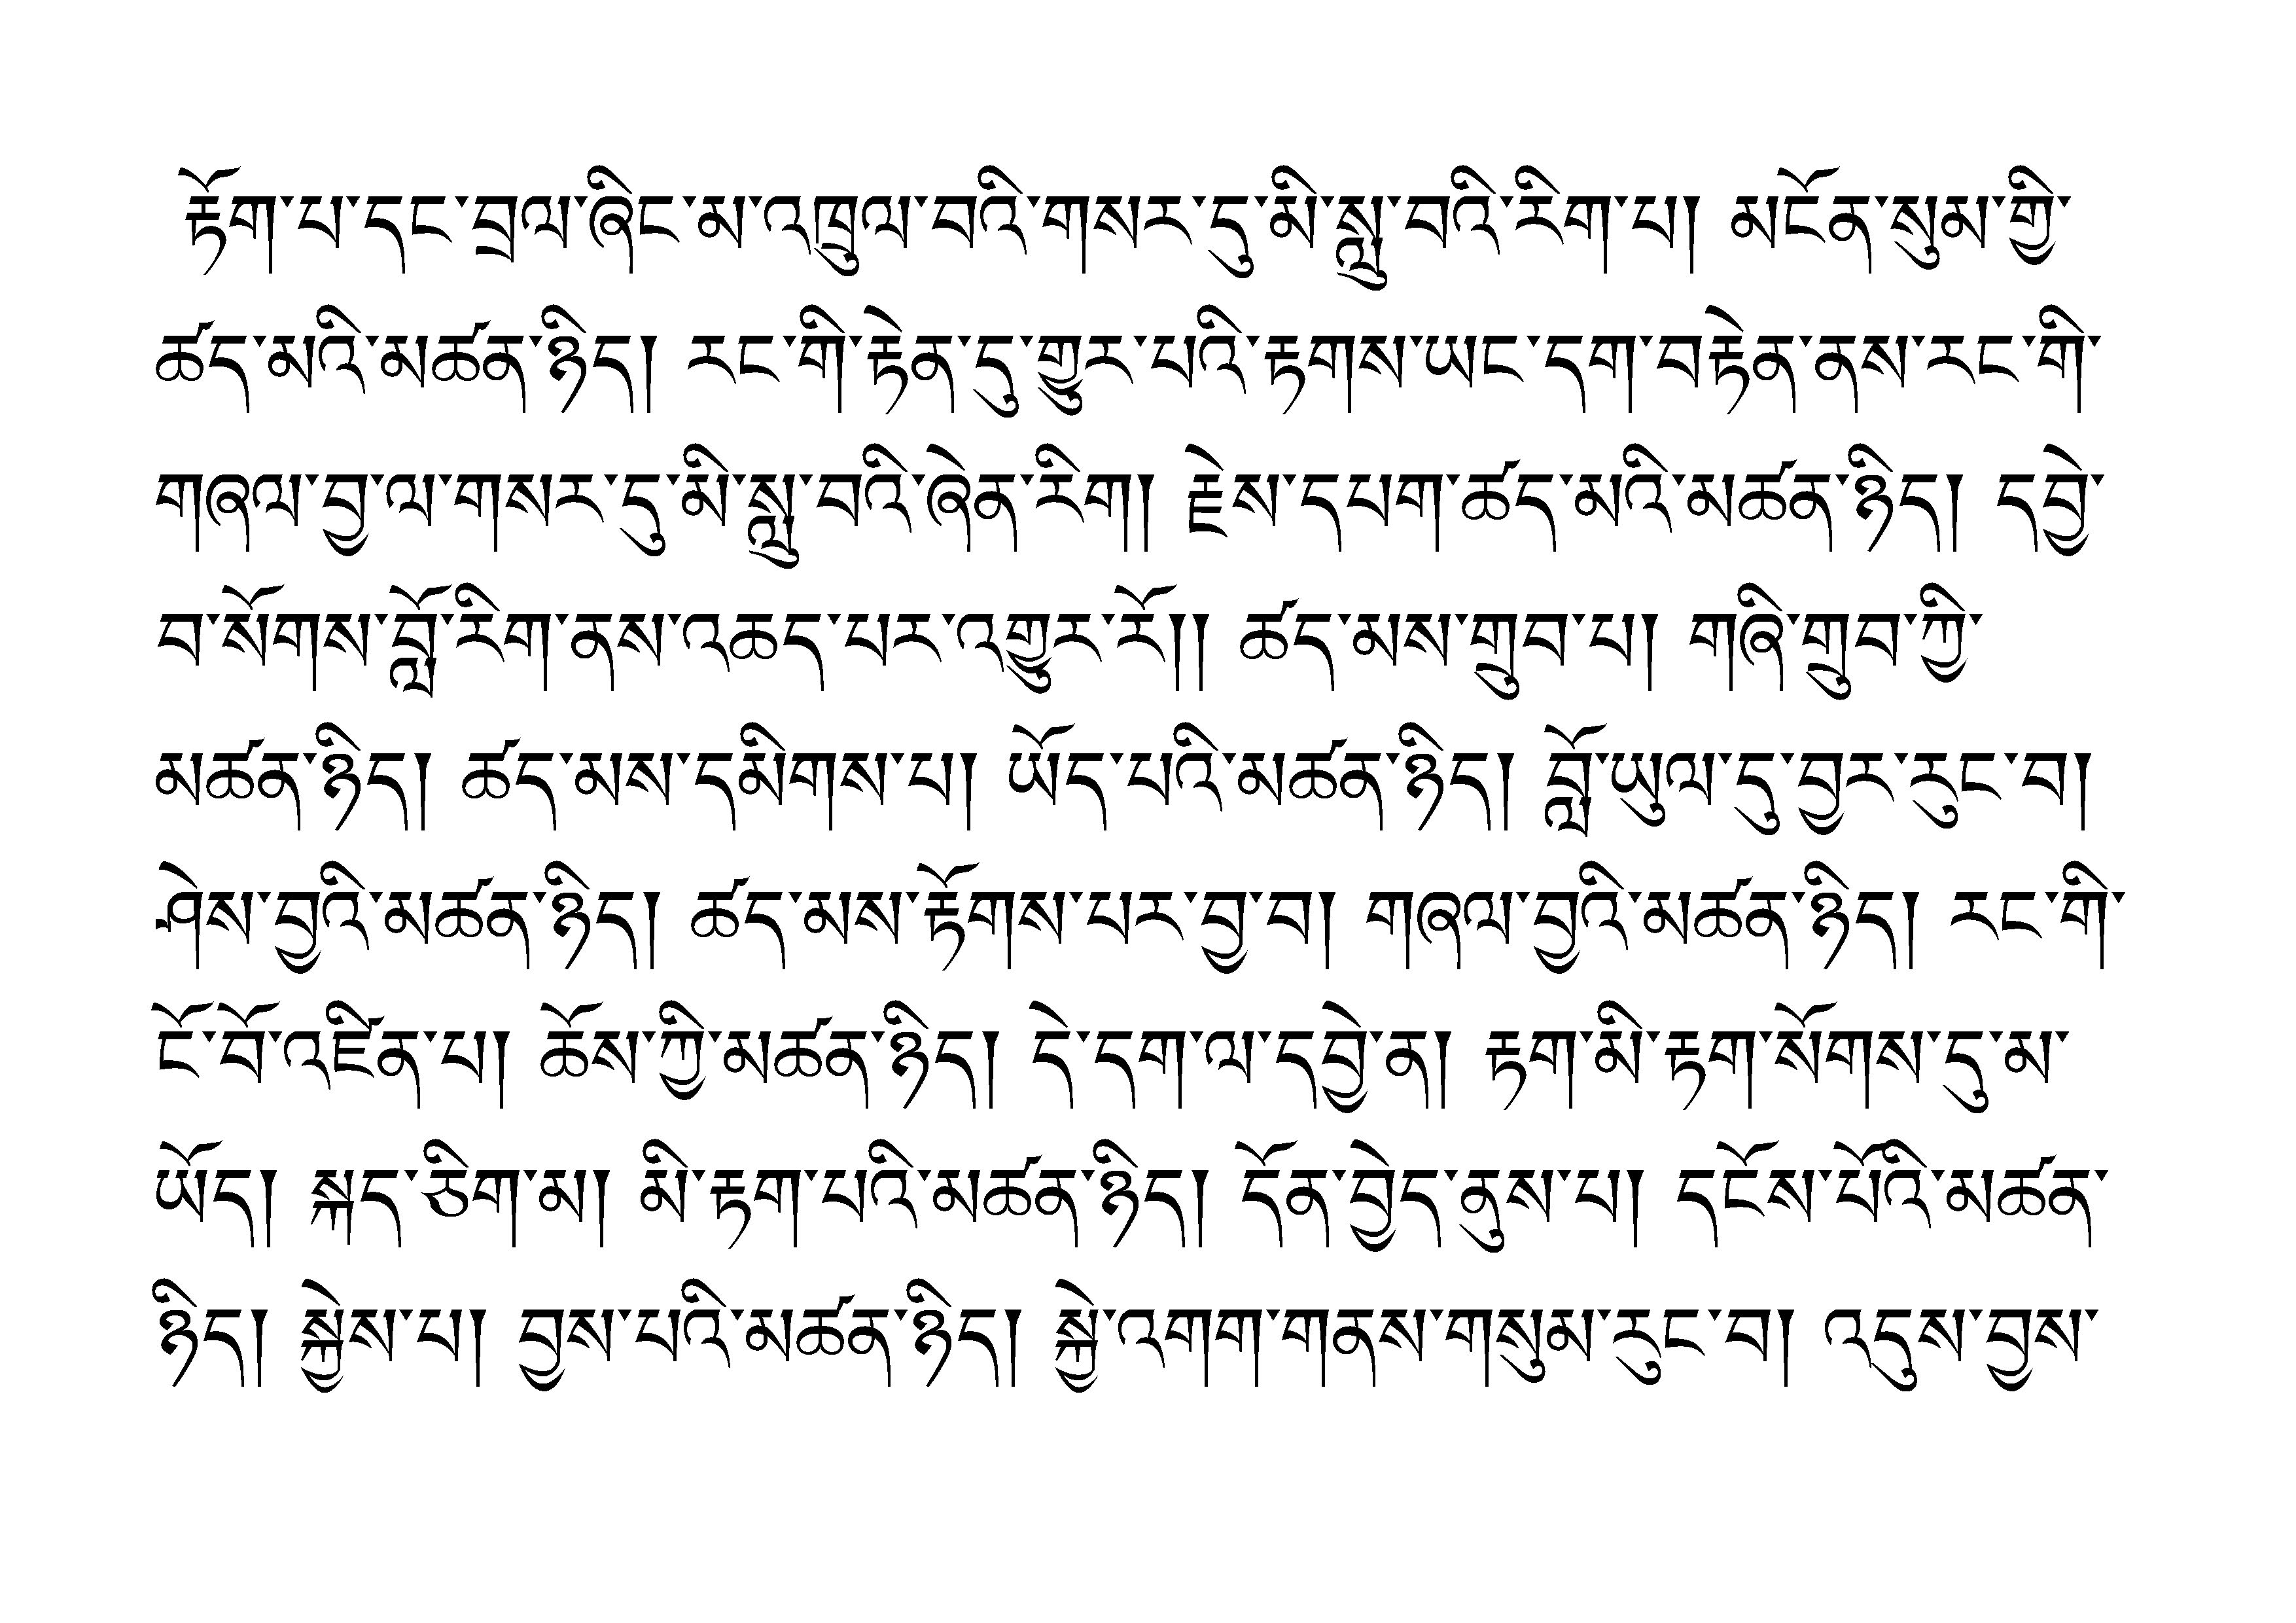 རྟོག་པ་དང་བྲལ་ཞིང་མ་འཁྲུལ་བའི་གསར་དུ་མི་སླུ་བའི་རིག་པ། མངོན་སུམ་གྱི་
ཚད་མའི་མཚན་ཉིད། རང་གི་རྟེན་དུ་གྱུར་པའི་རྟགས་ཡང་དག་བརྟེན་ནས་རང་གི་
གཞལ་བྱ་ལ་གསར་དུ་མི་སླུ་བའི་ཞེན་རིག། རྗེས་དཔག་ཚད་མའི་མཚན་ཉིད། དབྱེ་
བ་སོགས་བློ་རིག་ནས་འཆད་པར་འགྱུར་རོ།། ཚད་མས་གྲུབ་པ། གཞི་གྲུབ་ཀྱི་
མཚན་ཉིད། ཚད་མས་དམིགས་པ། ཡོད་པའི་མཚན་ཉིད། བློ་ཡུལ་དུ་བྱར་རུང་བ།
ཤེས་བྱའི་མཚན་ཉིད། ཚད་མས་རྟོགས་པར་བྱ་བ། གཞལ་བྱའི་མཚན་ཉིད། རང་གི་
ངོ་བོ་འཛིན་པ། ཆོས་ཀྱི་མཚན་ཉིད། དེ་དག་ལ་དབྱེ་ན། རྟག་མི་རྟག་སོགས་དུ་མ་
ཡོད། སྐད་ཅིག་མ། མི་རྟག་པའི་མཚན་ཉིད། དོན་བྱེད་ནུས་པ། དངོས་པོའི་མཚན་
ཉིད། སྐྱེས་པ། བྱས་པའི་མཚན་ཉིད། སྐྱེ་འགག་གནས་གསུམ་རུང་བ། འདུས་བྱས་